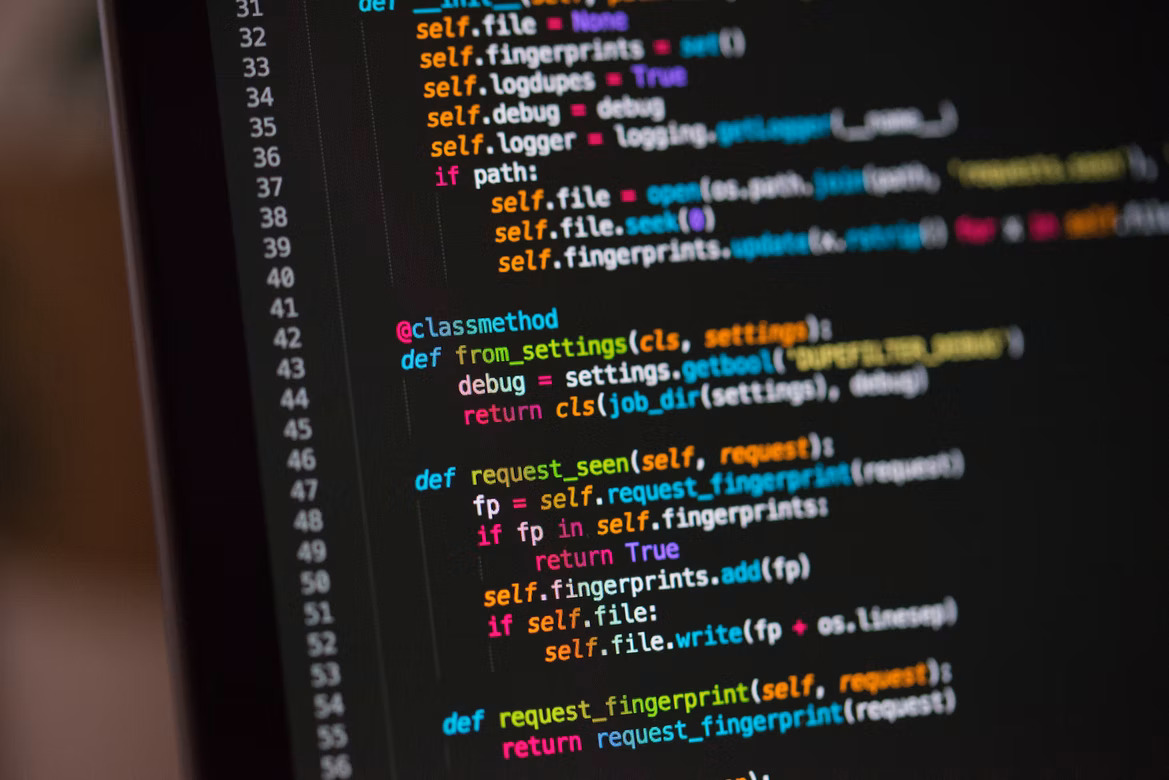 31 def __init__(self,
32 self.file = None
33 self.fingerprints = set()
34 self.logdupes = True
35 self.debug = debug
36 self.logger = logging.getLogger(__name__)
37 if path:
38 self.file = open(os.path.join(path, 'requests.seen'),
39 self.file.seek(0)
40 self.fingerprints.update(x.rstrip() for x in self.file
41
42 @classmethod
43 def from_settings(cls, settings):
44 debug = settings.getbool('DUPEFILTER_DEBUG')
45 return cls(job_dir(settings), debug)
46
47 def request_seen(self, request):
48 fp = self.request_fingerprint(request)
49 if fp in self.fingerprints:
50 return True
51 self.fingerprints.add(fp)
52 if self.file:
53 self.file.write(fp + os.linesep)
54
55 def request_fingerprint(self, request):
56 return request_fingerprint(request)